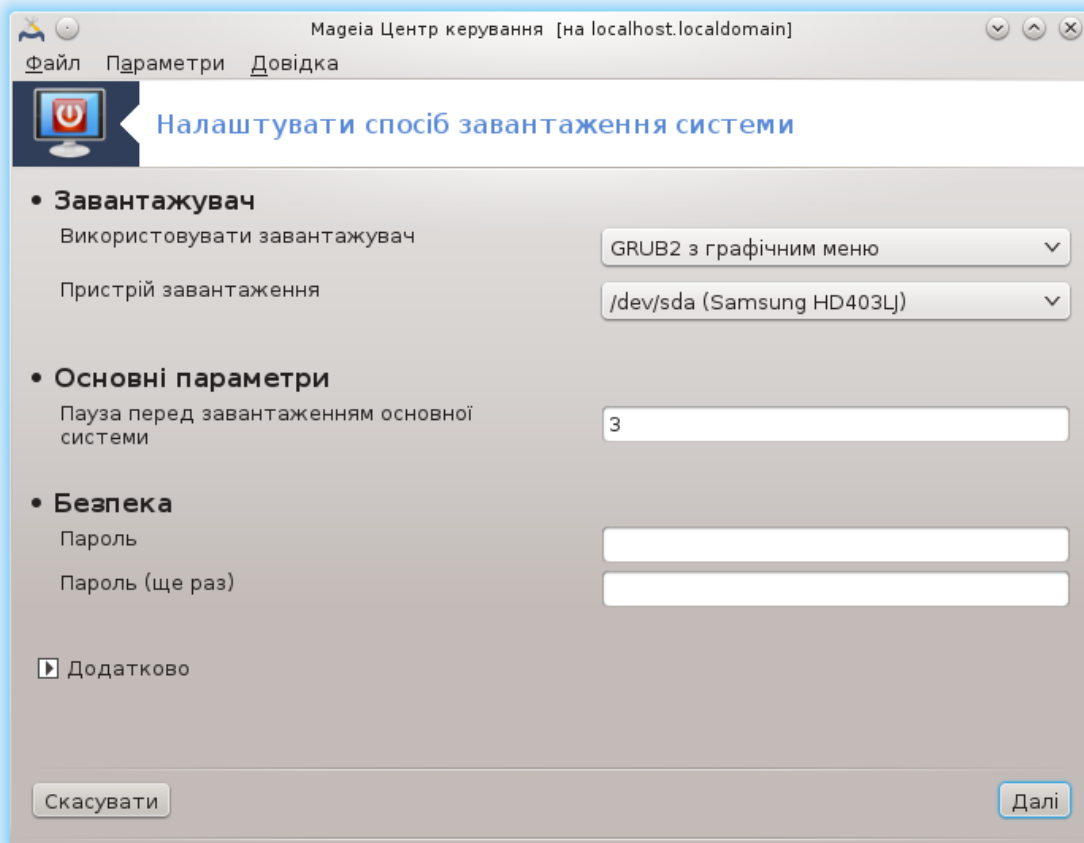 Mageia Центр керування [на localhost.localdomain]
Файл Параметри Довідка
Налаштувати спосіб завантаження системи
• Завантажувач
Використовувати завантажувач
GRUB2 з графічним меню
Пристрій завантаження
/dev/sda (Samsung HD403LJ)
• Основні параметри
Пауза перед завантаженням основної
системи
3
• Безпека
Пароль
Пароль (ще раз)
Додатково
Скасувати Далі